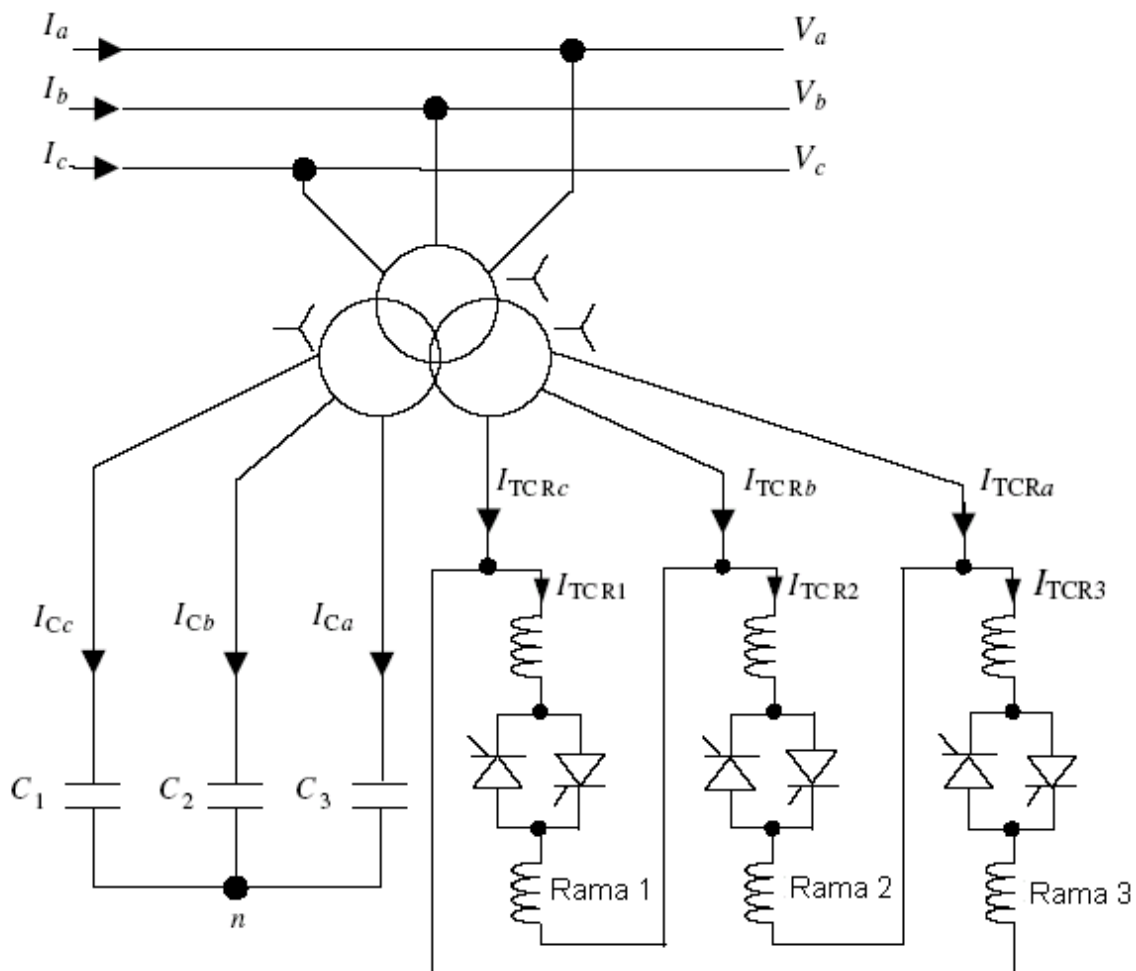 Ia Va
Ib Vb
Ic Vc
ITCRc ITCRb ITCRa
ICc ICb ICa ITCR1 ITCR2 ITCR3
C1 C2 C3
Rama 1 Rama 2 Rama 3
n